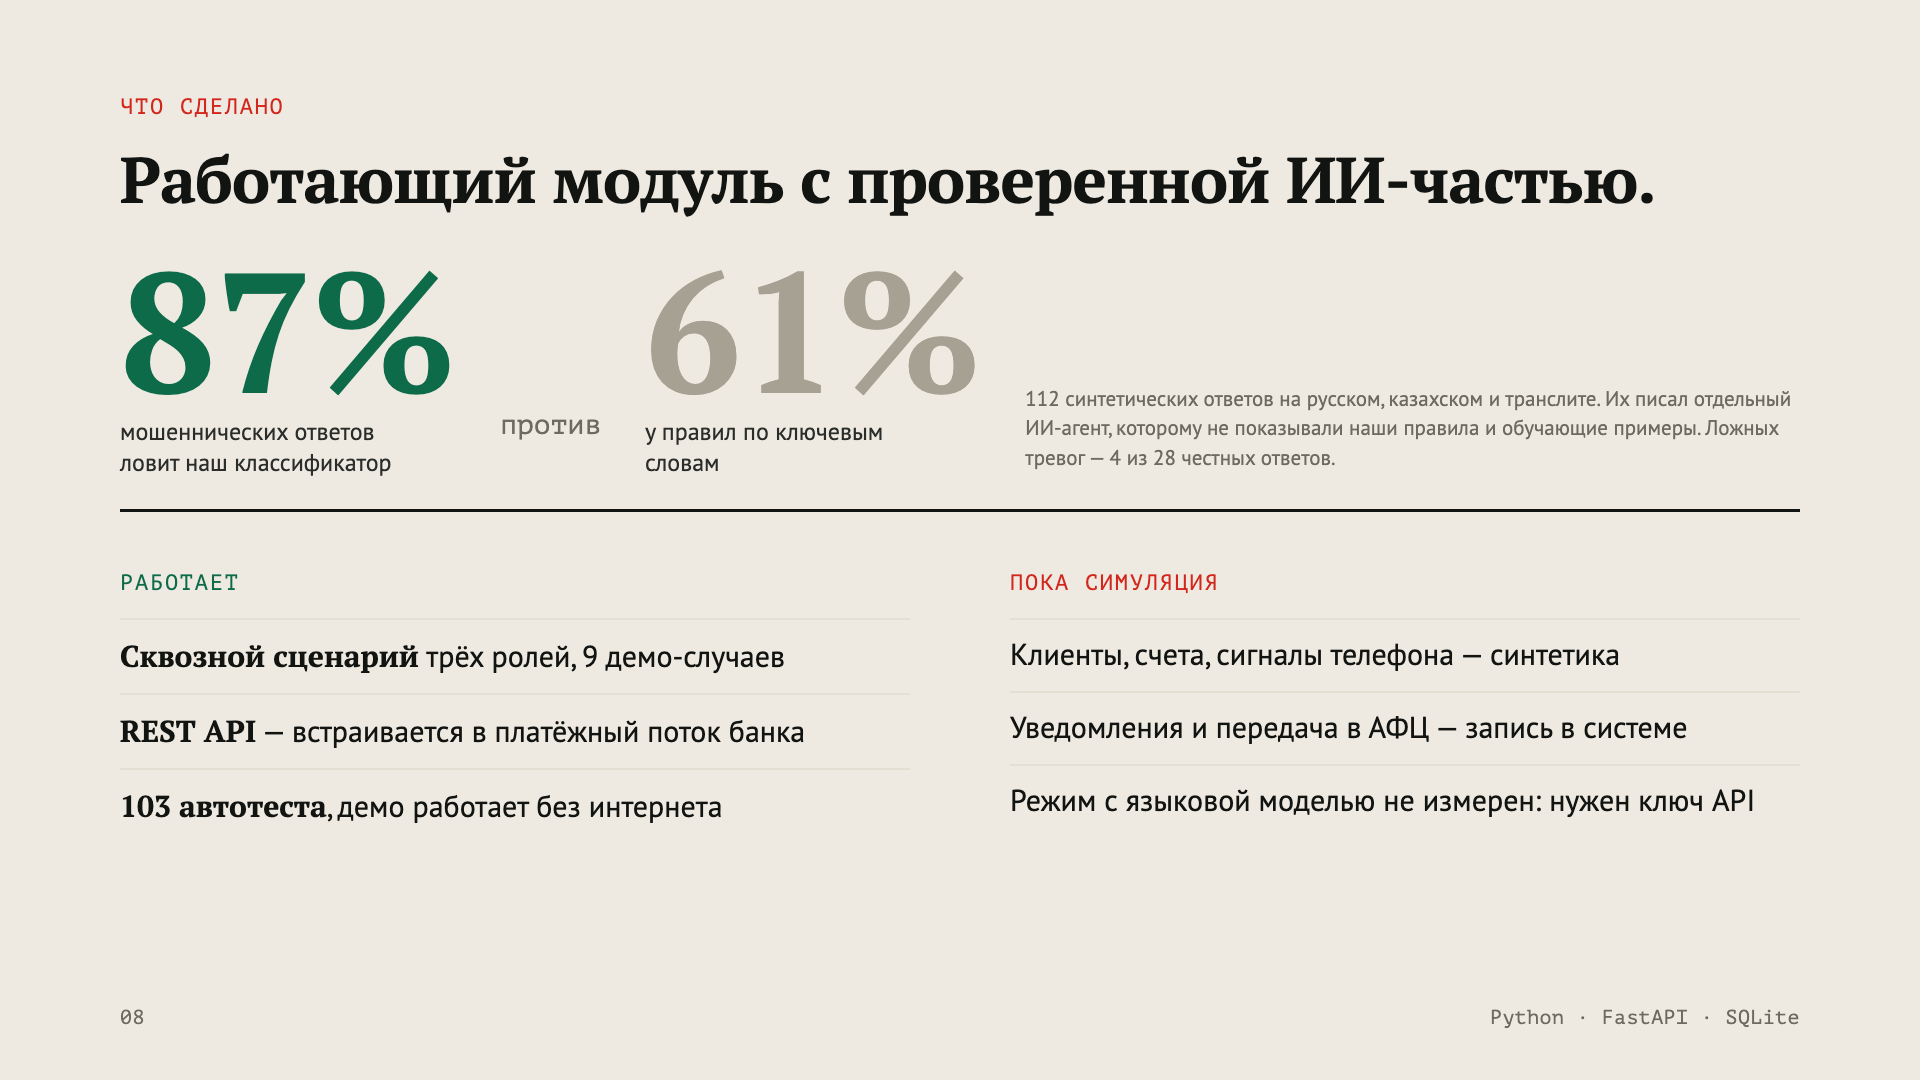 ЧТО СДЕЛАНО
Работающий модуль с проверенной ИИ-частью.
87%
мошеннических ответов
ловит наш классификатор
против
61%
у правил по ключевым
словам
112 синтетических ответов на русском, казахском и транслите. Их писал отдельный
ИИ-агент, которому не показывали наши правила и обучающие примеры. Ложных
тревог — 4 из 28 честных ответов.
РАБОТАЕТ
Сквозной сценарий трёх ролей, 9 демо-случаев
REST API — встраивается в платёжный поток банка
103 автотеста, демо работает без интернета
ПОКА СИМУЛЯЦИЯ
Клиенты, счета, сигналы телефона — синтетика
Уведомления и передача в АФЦ — запись в системе
Режим с языковой моделью не измерен: нужен ключ API
08
Python · FastAPI · SQLite